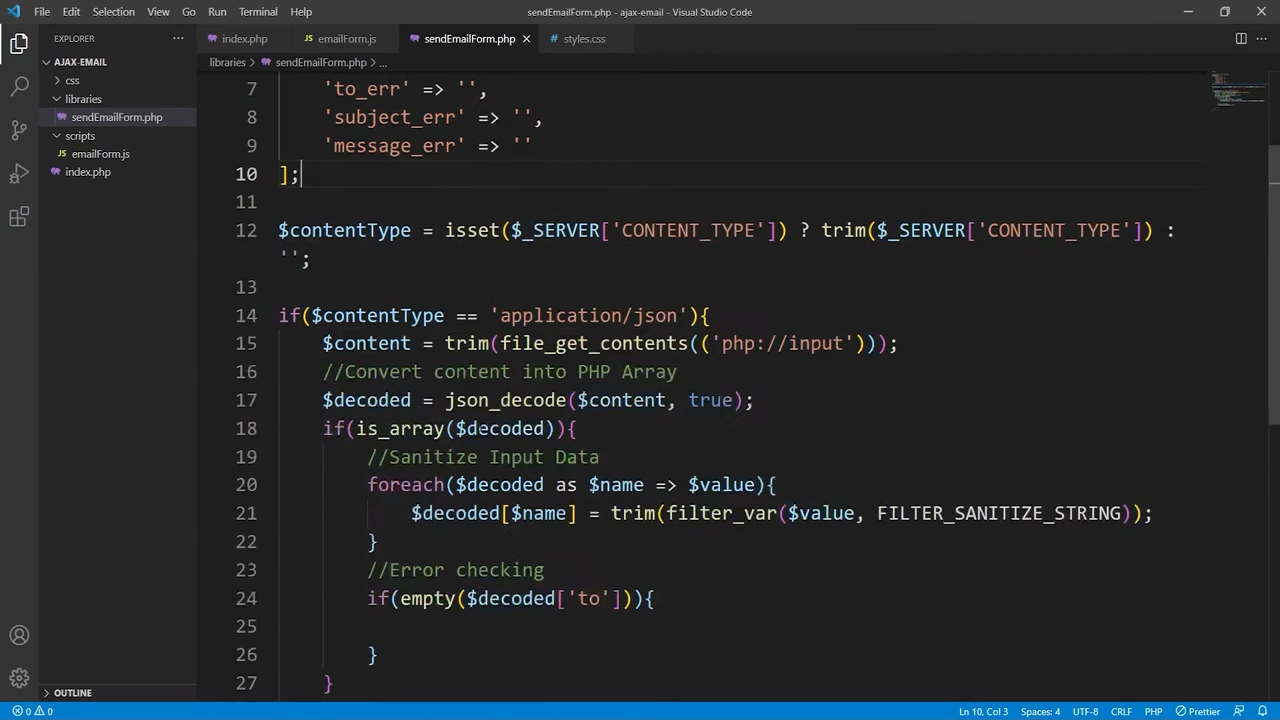 File Edit Selection View Go Run Terminal Help sendEmailForm.php - ajax-email - Visual Studio Code
EXPLORER ...
index.php
JS emailForm.js
sendEmailForm.php
# styles.css
AJAX-EMAIL
css
libraries
sendEmailForm.php
scripts
JS emailForm.js
index.php
OUTLINE
libraries > sendEmailForm.php > ...
7 'to_err' => '',
8 'subject_err' => '',
9 'message_err' => ''
10 ];
11
12 $contentType = isset($_SERVER['CONTENT_TYPE']) ? trim($_SERVER['CONTENT_TYPE']) :
'';
13
14 if($contentType == 'application/json'){
15 $content = trim(file_get_contents(('php://input')));
16 //Convert content into PHP Array
17 $decoded = json_decode($content, true);
18 if(is_array($decoded)){
19 //Sanitize Input Data
20 foreach($decoded as $name => $value){
21 $decoded[$name] = trim(filter_var($value, FILTER_SANITIZE_STRING));
22 }
23 //Error checking
24 if(empty($decoded['to'])){
25
26 }
27 }
0 0 Ln 10, Col 3 Spaces: 4 UTF-8 CRLF PHP Prettier